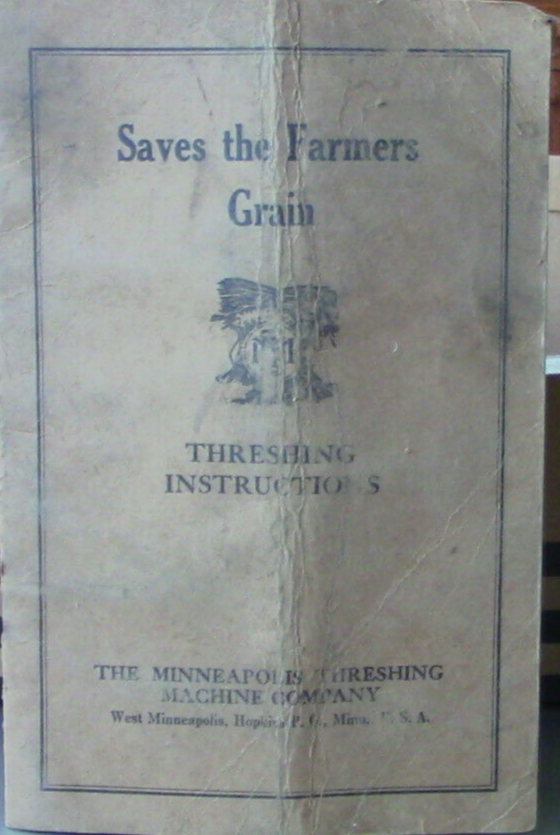 Saves the Farmers
Grain
THRESHING
INSTRUCTIONS
THE MINNEAPOLIS THRESHING
MACHINE COMPANY
West Minneapolis, Hopkins P. O., Minn. U. S. A.